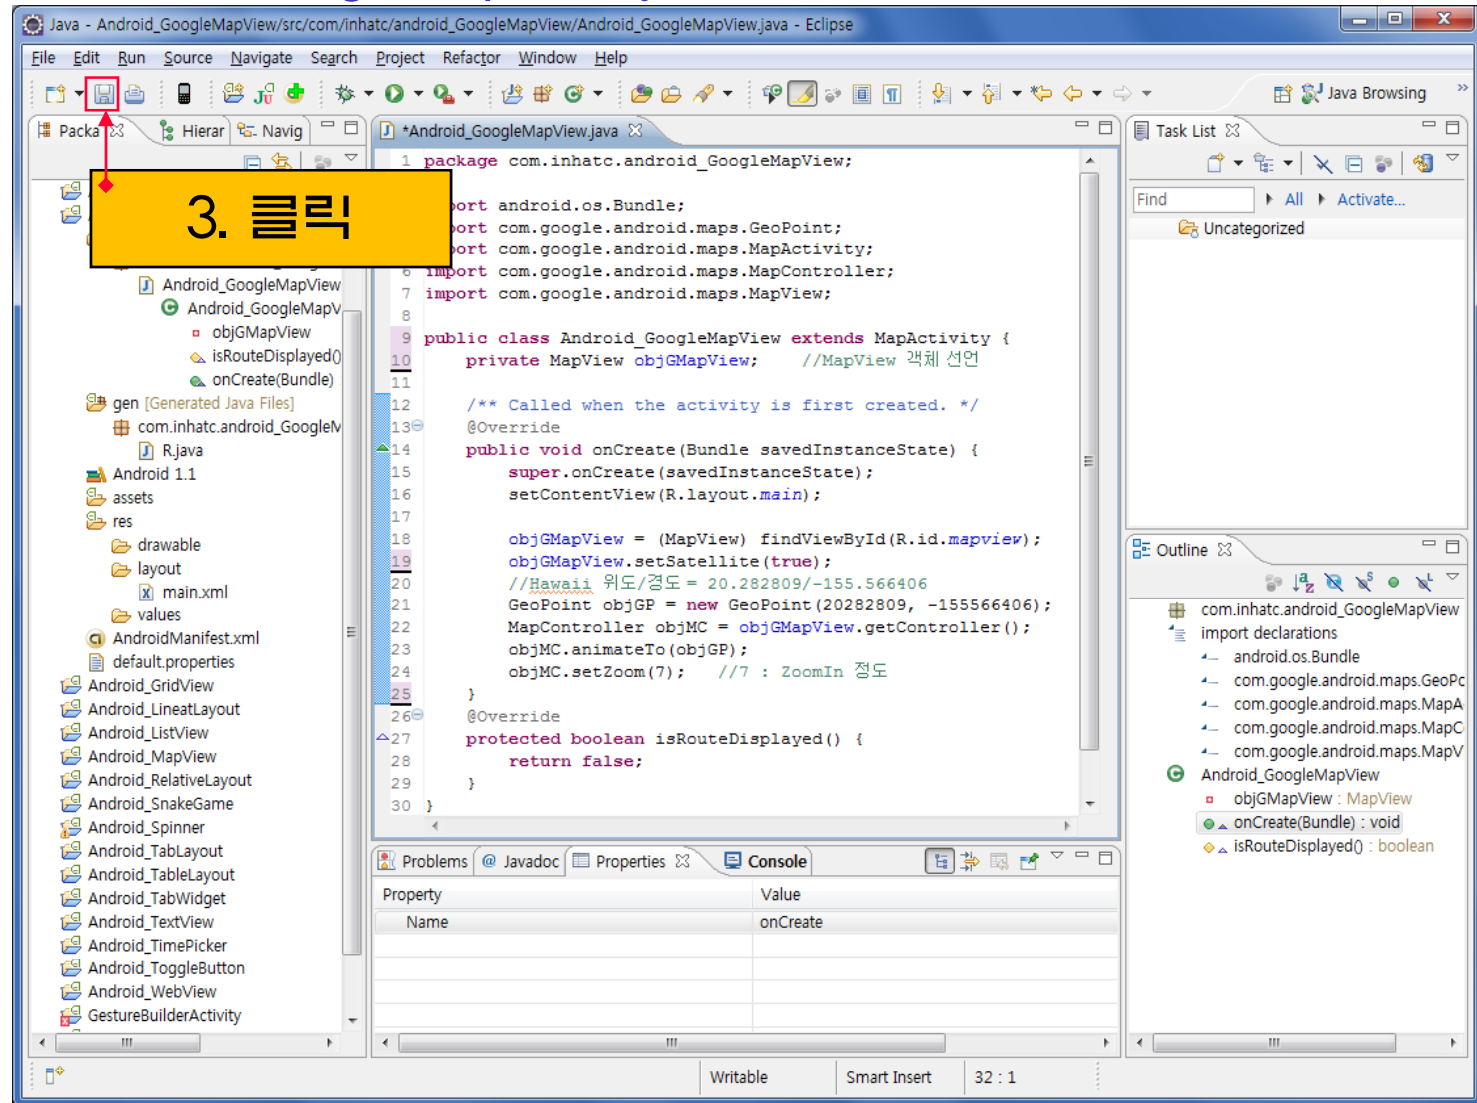 Java - Android_GoogleMapView/src/com/inhatc/android_GoogleMapView/Android_GoogleMapView.java - Eclipse
File Edit Run Source Navigate Search Project Refactor Window Help
Java Browsing
Packa Hierar Navig
3. 클릭
Android_GoogleMapView
Android_GoogleMapV
objGMapView
isRouteDisplayed()
onCreate(Bundle)
gen [Generated Java Files]
com.inhatc.android_GoogleM
R.java
Android 1.1
assets
res
drawable
layout
main.xml
values
AndroidManifest.xml
default.properties
Android_GridView
Android_LineatLayout
Android_ListView
Android_MapView
Android_RelativeLayout
Android_SnakeGame
Android_Spinner
Android_TabLayout
Android_TableLayout
Android_TabWidget
Android_TextView
Android_TimePicker
Android_ToggleButton
Android_WebView
GestureBuilderActivity
*Android_GoogleMapView.java
1 package com.inhatc.android_GoogleMapView;
ort android.os.Bundle;
ort com.google.android.maps.GeoPoint;
ort com.google.android.maps.MapActivity;
6 import com.google.android.maps.MapController;
7 import com.google.android.maps.MapView;
8
9 public class Android_GoogleMapView extends MapActivity {
10 private MapView objGMapView; //MapView 객체 선언
11
12 /** Called when the activity is first created. */
13 @Override
14 public void onCreate(Bundle savedInstanceState) {
15 super.onCreate(savedInstanceState);
16 setContentView(R.layout.main);
17
18 objGMapView = (MapView) findViewById(R.id.mapview);
19 objGMapView.setSatellite(true);
20 //Hawaii 위도/경도 = 20.282809/-155.566406
21 GeoPoint objGP = new GeoPoint(20282809, -155566406);
22 MapController objMC = objGMapView.getController();
23 objMC.animateTo(objGP);
24 objMC.setZoom(7); //7 : ZoomIn 정도
25 }
26 @Override
27 protected boolean isRouteDisplayed() {
28 return false;
29 }
30 }
Problems Javadoc Properties Console
Property Value
Name onCreate
Task List
Find All Activate...
Uncategorized
Outline
com.inhatc.android_GoogleMapView
import declarations
android.os.Bundle
com.google.android.maps.GeoPc
com.google.android.maps.MapA
com.google.android.maps.MapC
com.google.android.maps.MapV
Android_GoogleMapView
objGMapView : MapView
onCreate(Bundle) : void
isRouteDisplayed() : boolean
Writable Smart Insert 32 : 1